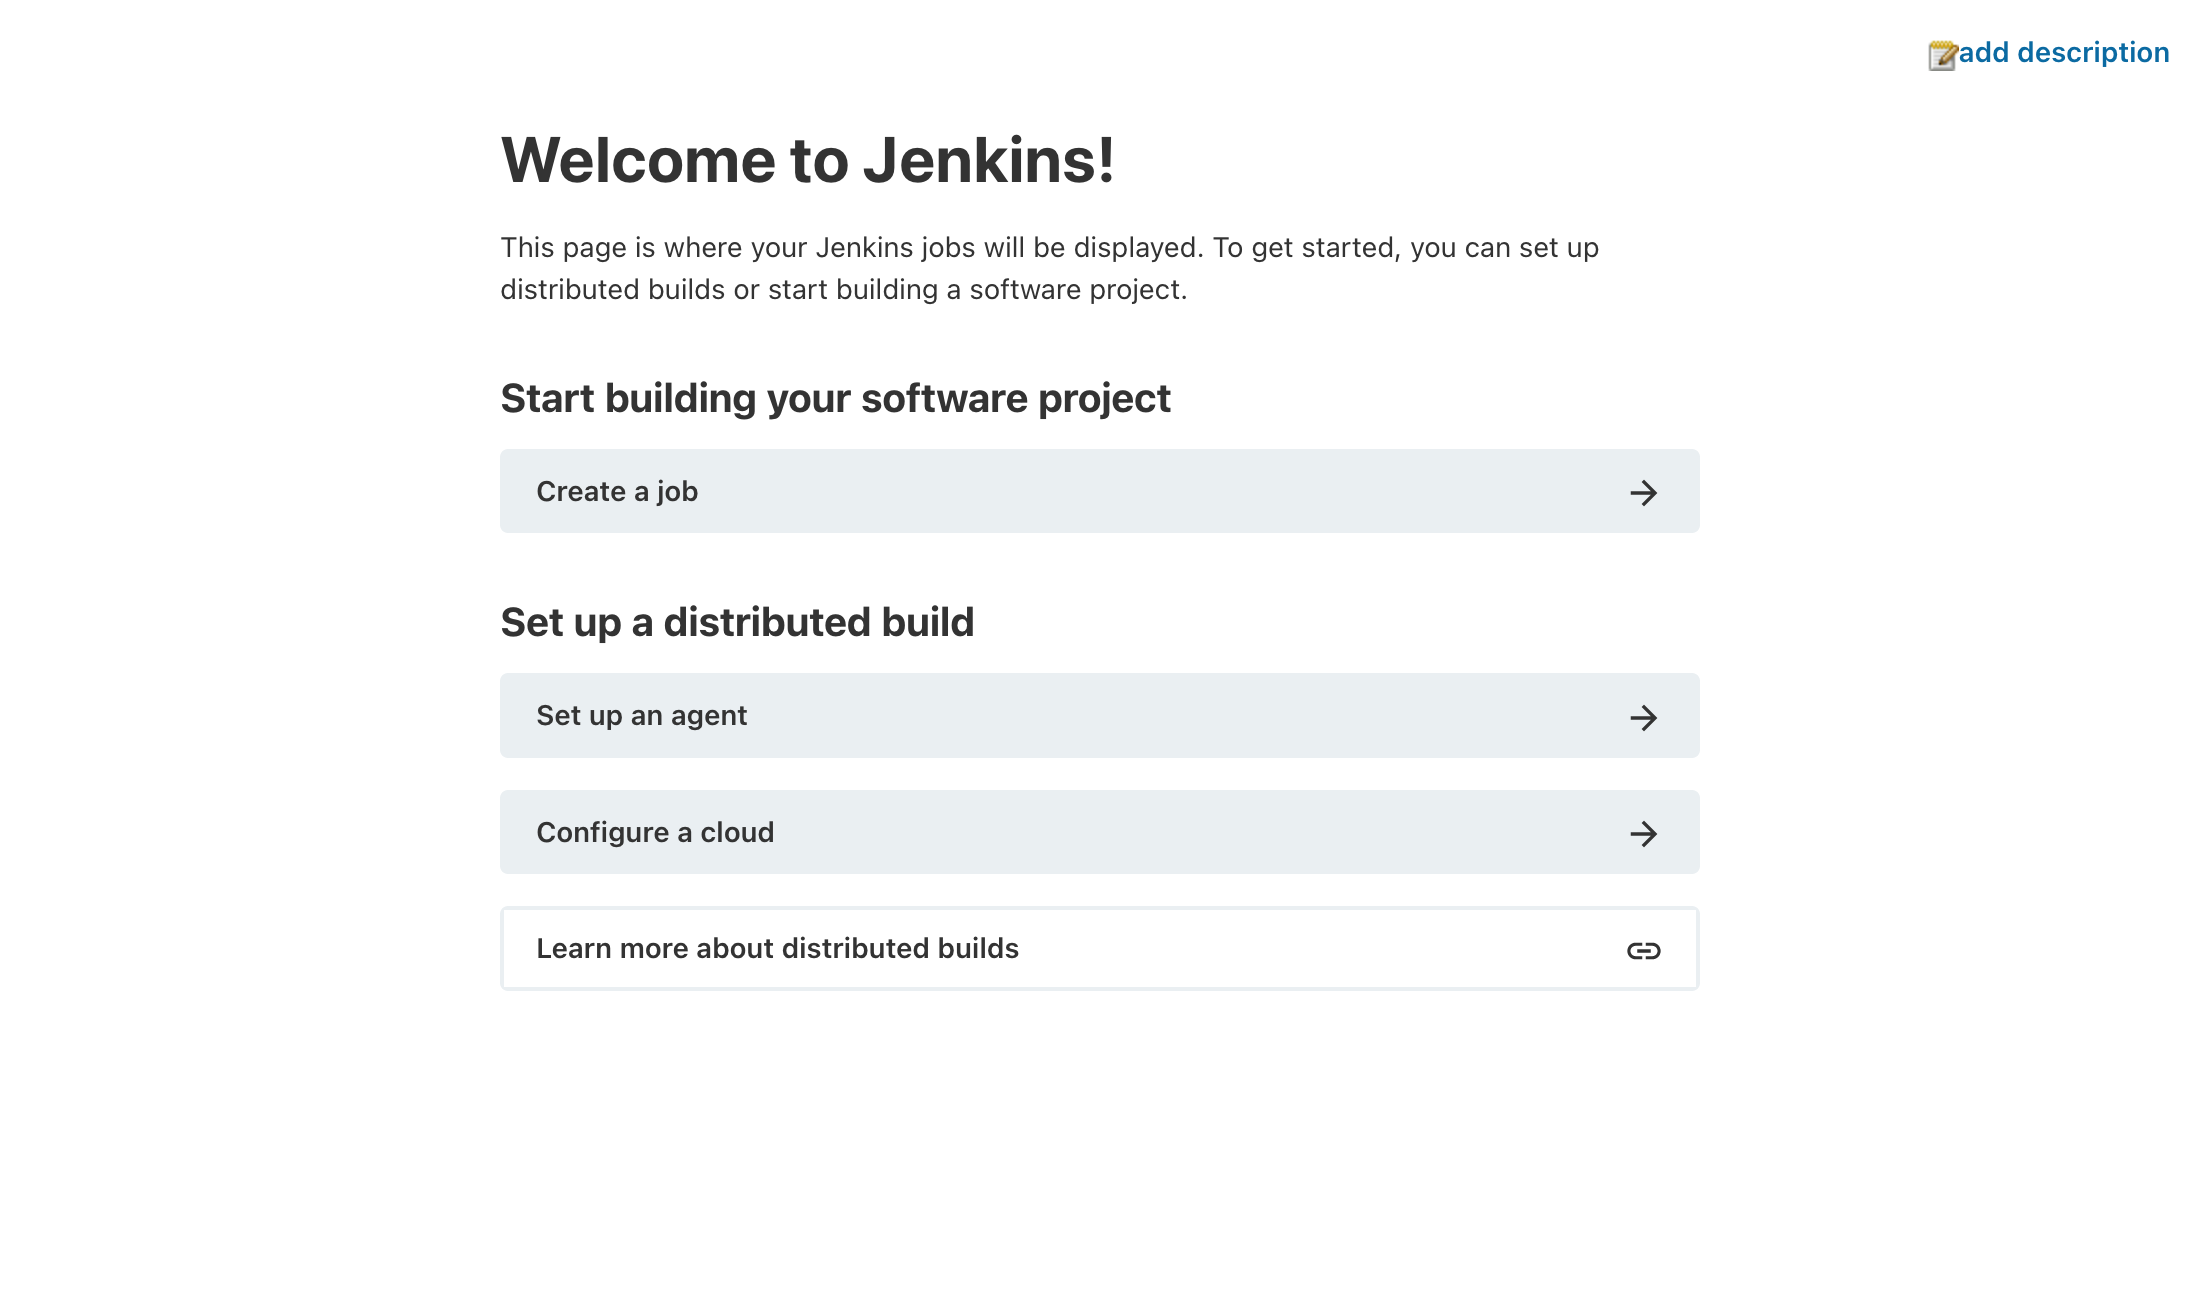 add description
Welcome to Jenkins!
This page is where your Jenkins jobs will be displayed. To get started, you can set up
distributed builds or start building a software project.
Start building your software project
Create a job
Set up a distributed build
Set up an agent
Configure a cloud
Learn more about distributed builds